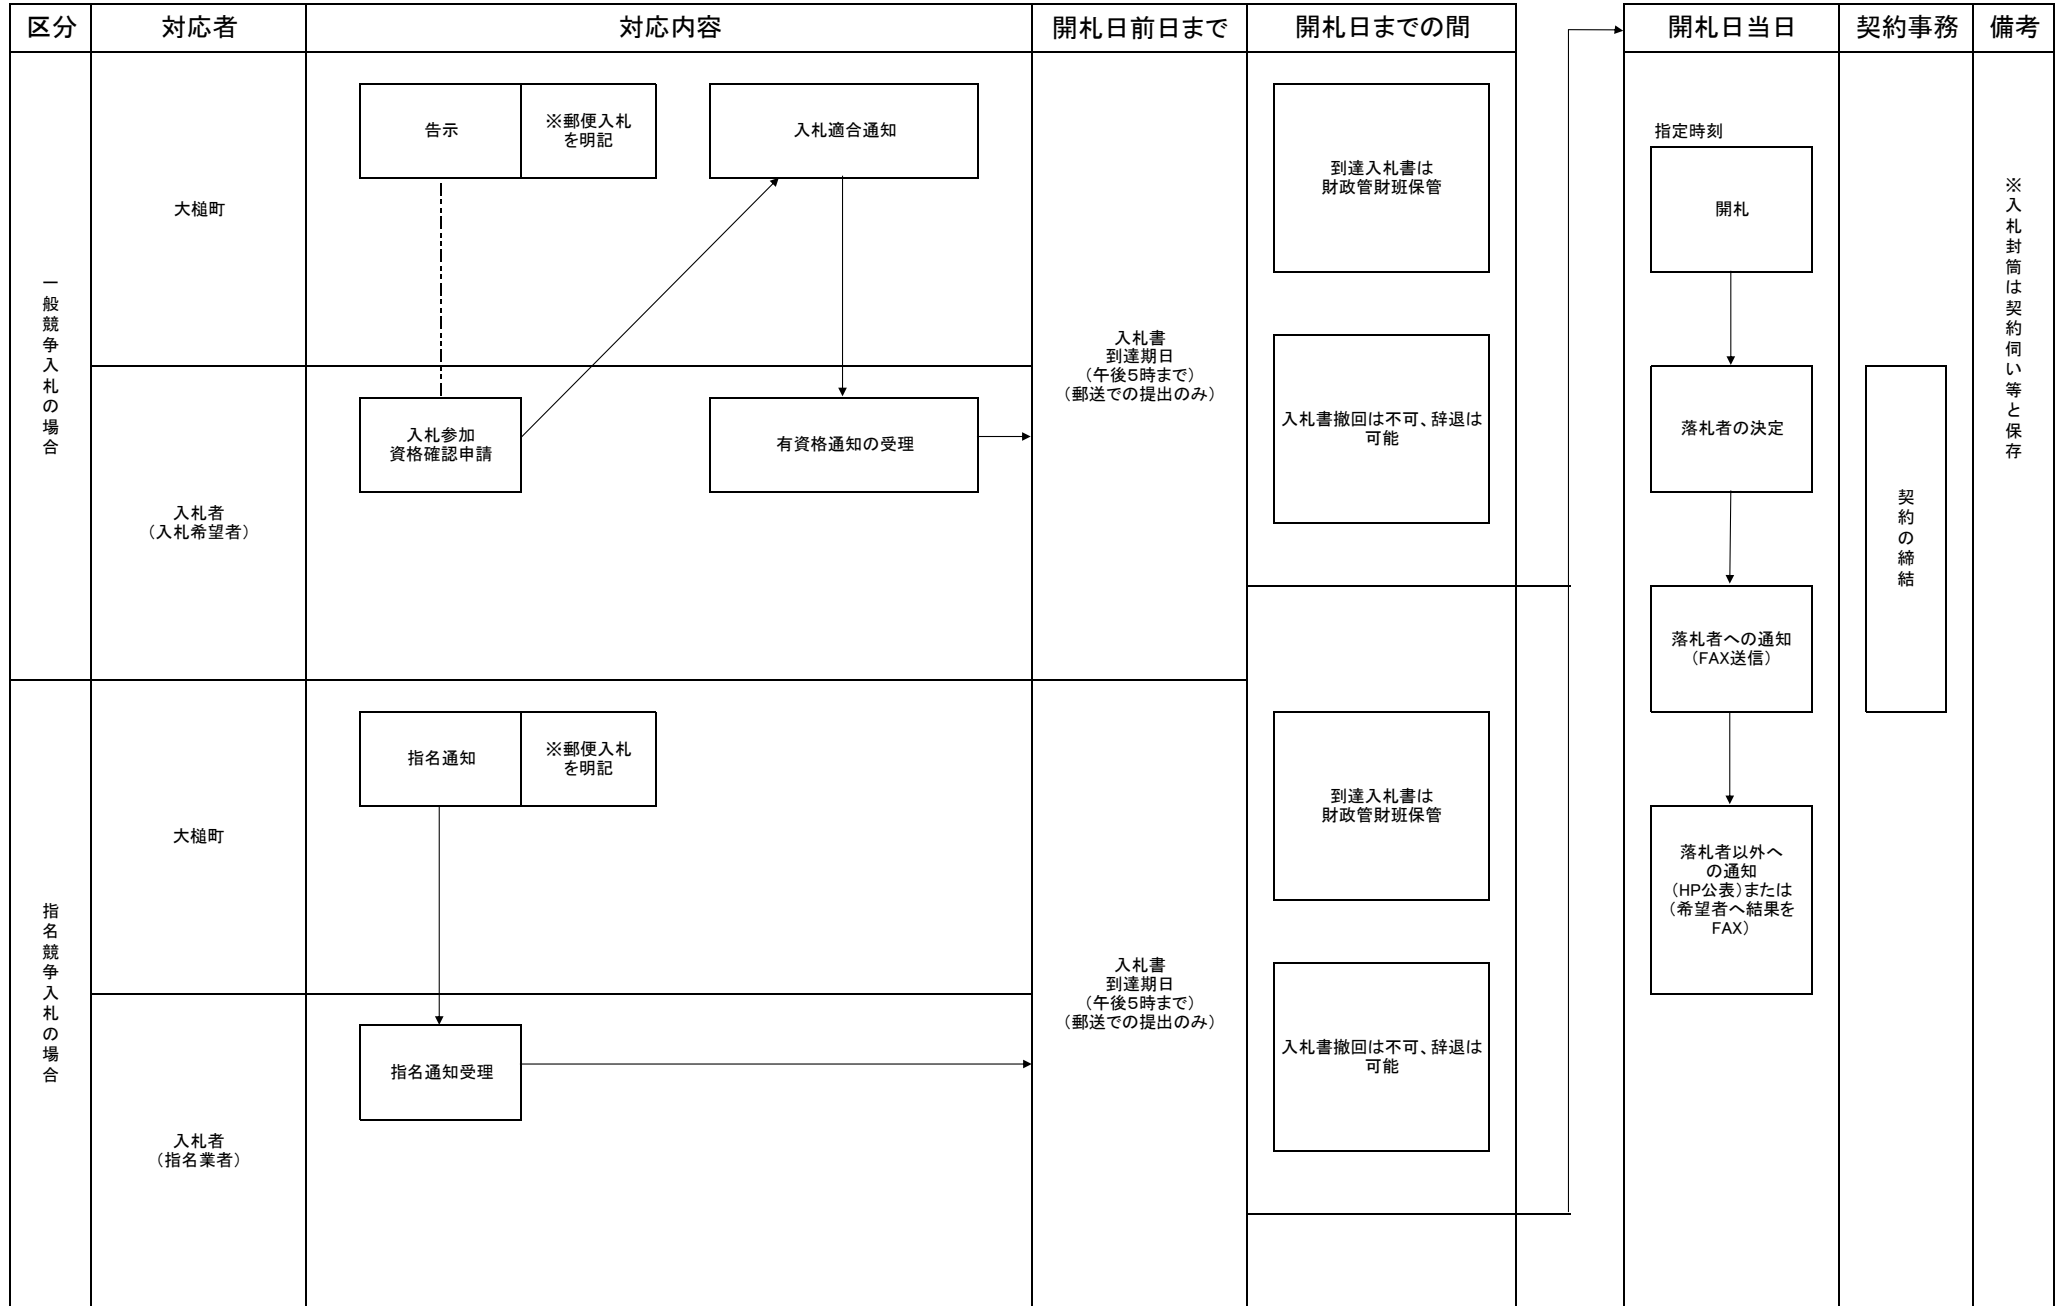 区分
対応者
対応内容
開札日前日まで
開札日までの間
開札日当日
契約事務
備考
一般競争入札の場合
大槌町
告示
※郵便入札
を明記
入札適合通知
入札者
（入札希望者）
入札参加
資格確認申請
有資格通知の受理
入札書
到達期日
（午後5時まで）
（郵送での提出のみ）
到達入札書は
財政管財班保管
入札書撤回は不可、辞退は
可能
指名競争入札の場合
大槌町
指名通知
※郵便入札
を明記
入札者
（指名業者）
指名通知受理
入札書
到達期日
（午後5時まで）
（郵送での提出のみ）
到達入札書は
財政管財班保管
入札書撤回は不可、辞退は
可能
指定時刻
開札
落札者の決定
落札者への通知
（FAX送信）
落札者以外へ
の通知
（HP公表）または
（希望者へ結果を
FAX）
契約の締結
※入札封筒は契約伺い等と保存